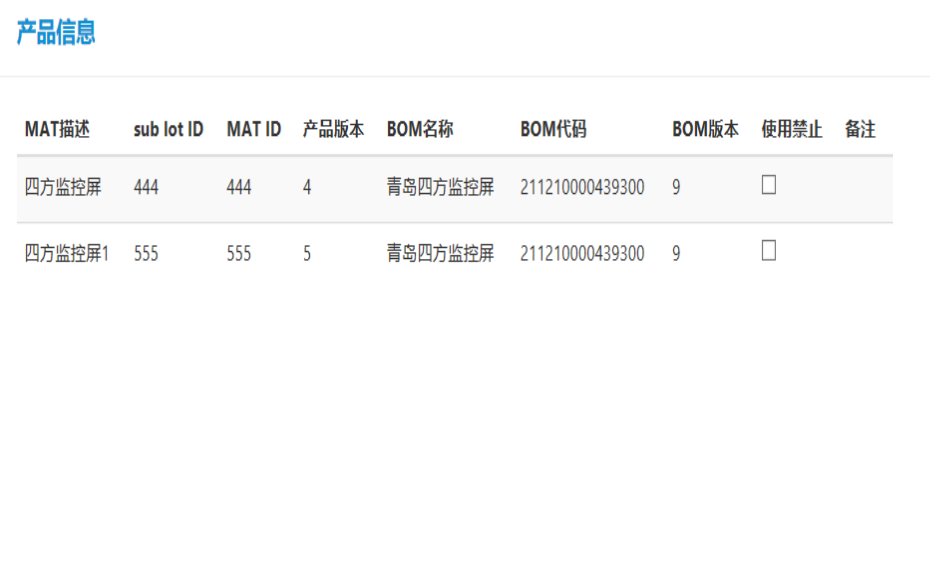 产品信息
MAT描述 sub lot ID MAT ID 产品版本 BOM名称 BOM代码 BOM版本 使用禁止 备注
四方监控屏 444 444 4 青岛四方监控屏 211210000439300 9
四方监控屏1 555 555 5 青岛四方监控屏 211210000439300 9